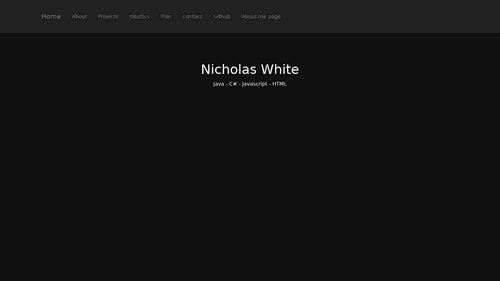 Home About Projects robotics Plan Contact Github About me page
Nicholas White
Java - C# - Javascript - HTML